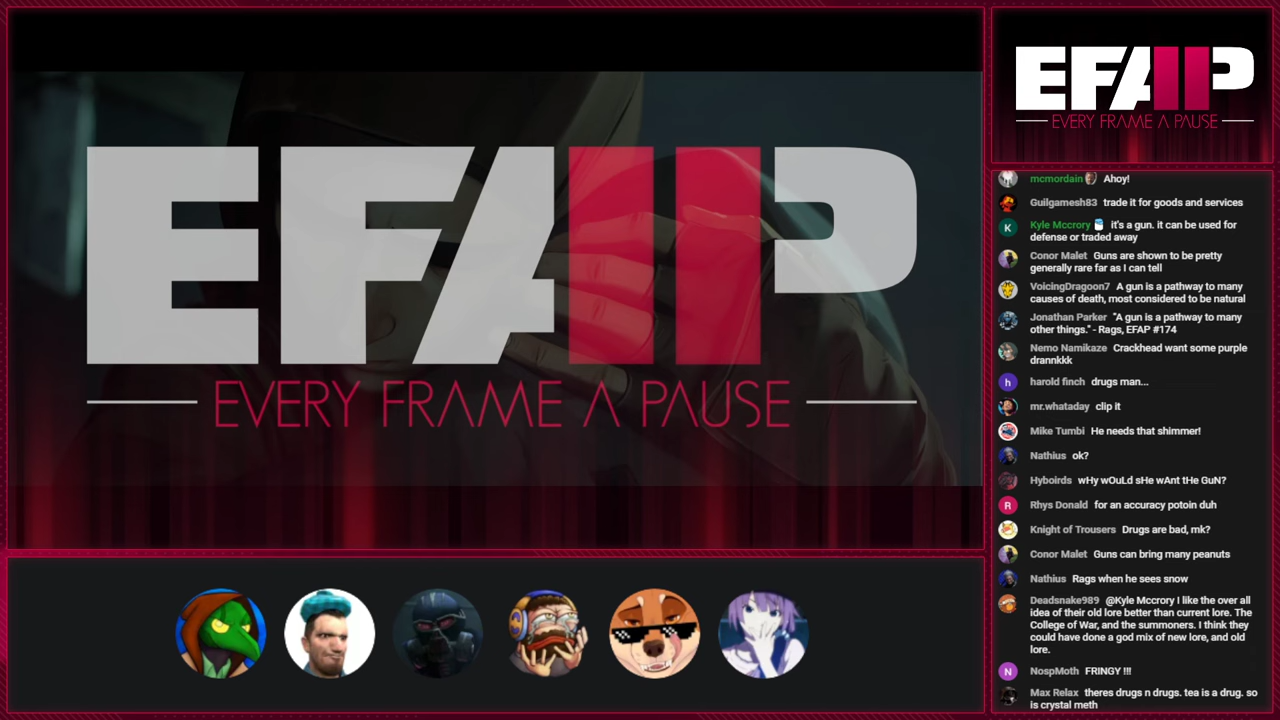 EFAP
EVERY FRAME A PAUSE
EFAP
EVERY FRAME A PAUSE
mcmordain Ahoy!
Guilgamesh83 trade it for goods and services
K
Kyle Mccrory it's a gun. it can be used for
defense or traded away
Conor Malet Guns are shown to be pretty
generally rare far as I can tell
VoicingDragoon7 A gun is a pathway to many
causes of death, most considered to be natural
Jonathan Parker "A gun is a pathway to many
other things." - Rags, EFAP #174
Nemo Namikaze Crackhead want some purple
drannkkk
h
harold finch drugs man...
mr.whataday clip it
Mike Tumbi He needs that shimmer!
Nathius ok?
Hyboirds wHy wOuLd sHe wAnt tHe GuN?
R
Rhys Donald for an accuracy potoin duh
Knight of Trousers Drugs are bad, mk?
Conor Malet Guns can bring many peanuts
Nathius Rags when he sees snow
Deadsnake989 @Kyle Mccrory I like the over all
idea of their old lore better than current lore. The
College of War, and the summoners. I think they
could have done a god mix of new lore, and old
lore.
N
NospMoth FRINGY !!!
Max Relax theres drugs n drugs. tea is a drug. so
is crystal meth